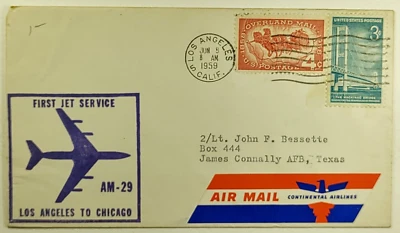 LOS ANGELES
JUN 8
8 AM
1959
CALIF.
OVERLAND MAIL
U.S. POSTAGE 4c
UNITED STATES POSTAGE
3c
FIRST JET SERVICE
AM-29
LOS ANGELES TO CHICAGO
2/Lt. John F. Bessette
Box 444
James Connally AFB, Texas
AIR MAIL
CONTINENTAL AIRLINES